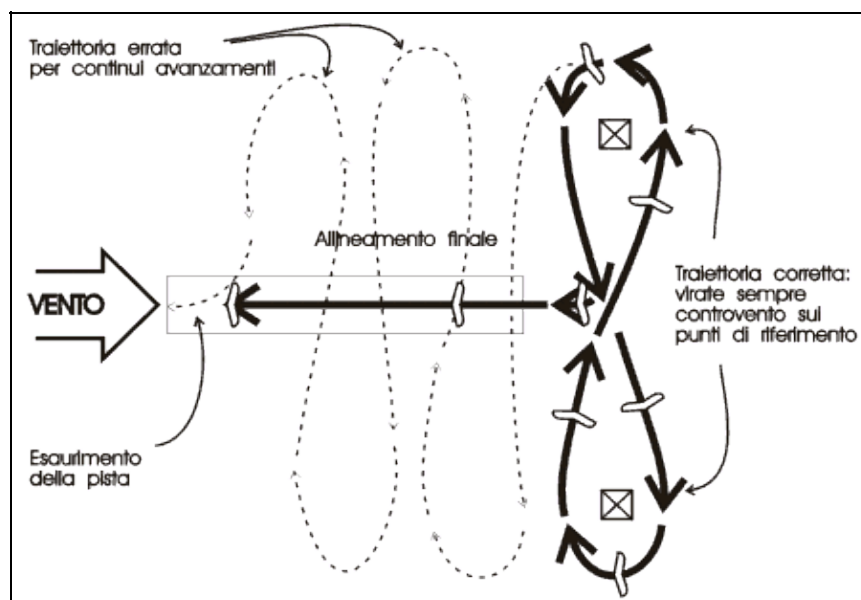 Traiettoria errata
per continui avanzamenti
Allineamento finale
VENTO
Traiettoria corretta:
virate sempre
controvento sui
punti di riferimento
Esaurimento
della pista